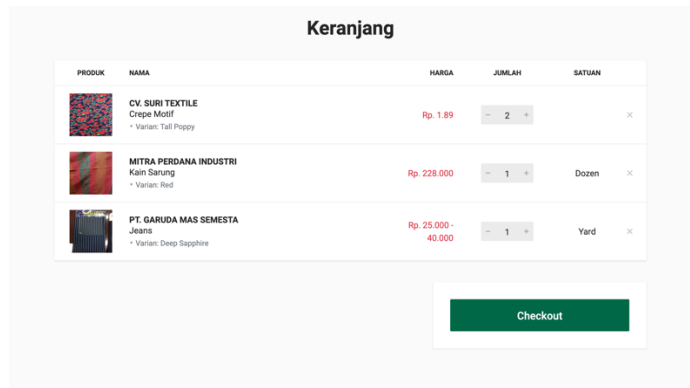 Keranjang
PRODUK NAMA HARGA JUMLAH SATUAN
CV. SURI TEXTILE
Crepe Motif
• Varian: Tall Poppy
Rp. 1.89
− 2 +
×
MITRA PERDANA INDUSTRI
Kain Sarung
• Varian: Red
Rp. 228.000
− 1 +
Dozen
×
PT. GARUDA MAS SEMESTA
Jeans
• Varian: Deep Sapphire
Rp. 25.000 -
40.000
− 1 +
Yard
×
Checkout